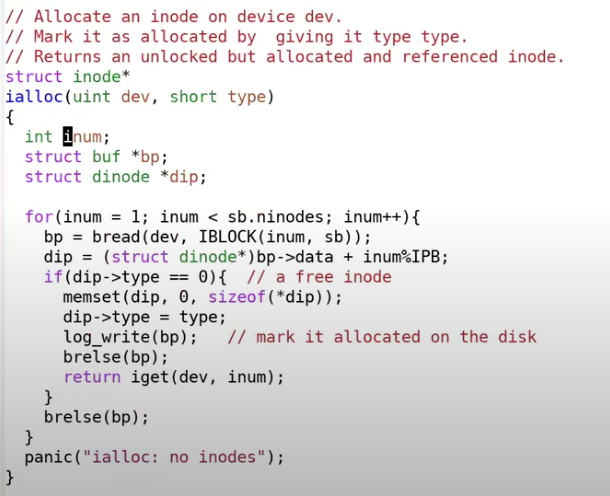 // Allocate an inode on device dev.
// Mark it as allocated by  giving it type type.
// Returns an unlocked but allocated and referenced inode.
struct inode*
ialloc(uint dev, short type)
{
  int inum;
  struct buf *bp;
  struct dinode *dip;

  for(inum = 1; inum < sb.ninodes; inum++){
    bp = bread(dev, IBLOCK(inum, sb));
    dip = (struct dinode*)bp->data + inum%IPB;
    if(dip->type == 0){  // a free inode
      memset(dip, 0, sizeof(*dip));
      dip->type = type;
      log_write(bp);   // mark it allocated on the disk
      brelse(bp);
      return iget(dev, inum);
    }
    brelse(bp);
  }
  panic("ialloc: no inodes");
}